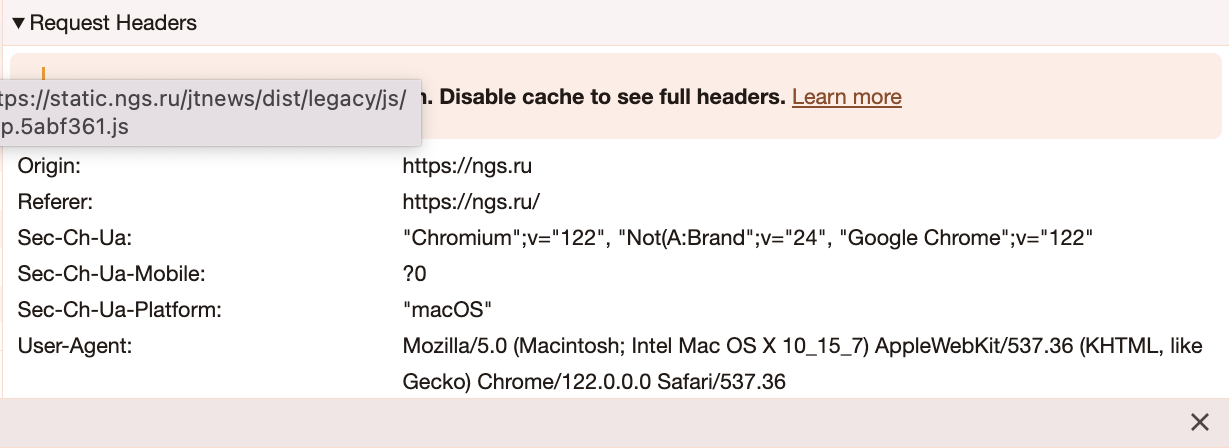 ▼ Request Headers
tps://static.ngs.ru/jtnews/dist/legacy/js/
p.5abf361.js
. Disable cache to see full headers. Learn more
Origin: https://ngs.ru
Referer: https://ngs.ru/
Sec-Ch-Ua: "Chromium";v="122", "Not(A:Brand";v="24", "Google Chrome";v="122"
Sec-Ch-Ua-Mobile: ?0
Sec-Ch-Ua-Platform: "macOS"
User-Agent: Mozilla/5.0 (Macintosh; Intel Mac OS X 10_15_7) AppleWebKit/537.36 (KHTML, like
Gecko) Chrome/122.0.0.0 Safari/537.36